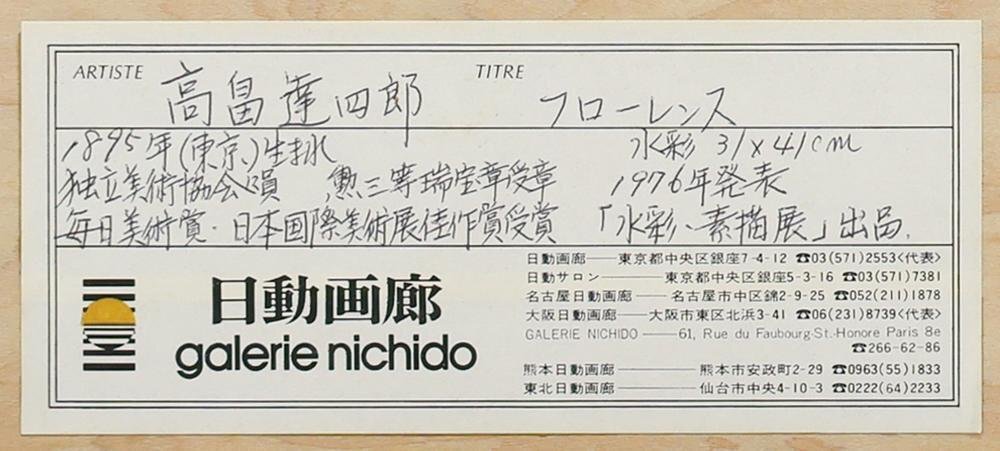 ARTISTE 高畠達四郎 TITRE フローレンス
1895年(東京)生まれ 水彩 31×41cm
独立美術協会会員 勲三等瑞宝章受章 1976年発表
毎日美術賞・日本国際美術展佳作賞受賞 「水彩、素描展」出品.
日動画廊
galerie nichido
日動画廊——東京都中央区銀座7-4-12 ☎03(571)2553<代表>
日動サロン——東京都中央区銀座5-3-16 ☎03(571)7381
名古屋日動画廊——名古屋市中区錦2-9-25 ☎052(211)1878
大阪日動画廊——大阪市東区北浜3-41 ☎06(231)8739<代表>
GALERIE NICHIDO——61, Rue du Faubourg-St.-Honore Paris 8e
☎266-62-86
熊本日動画廊——熊本市安政町2-29 ☎0963(55)1833
東北日動画廊——仙台市中央4-10-3 ☎0222(64)2233